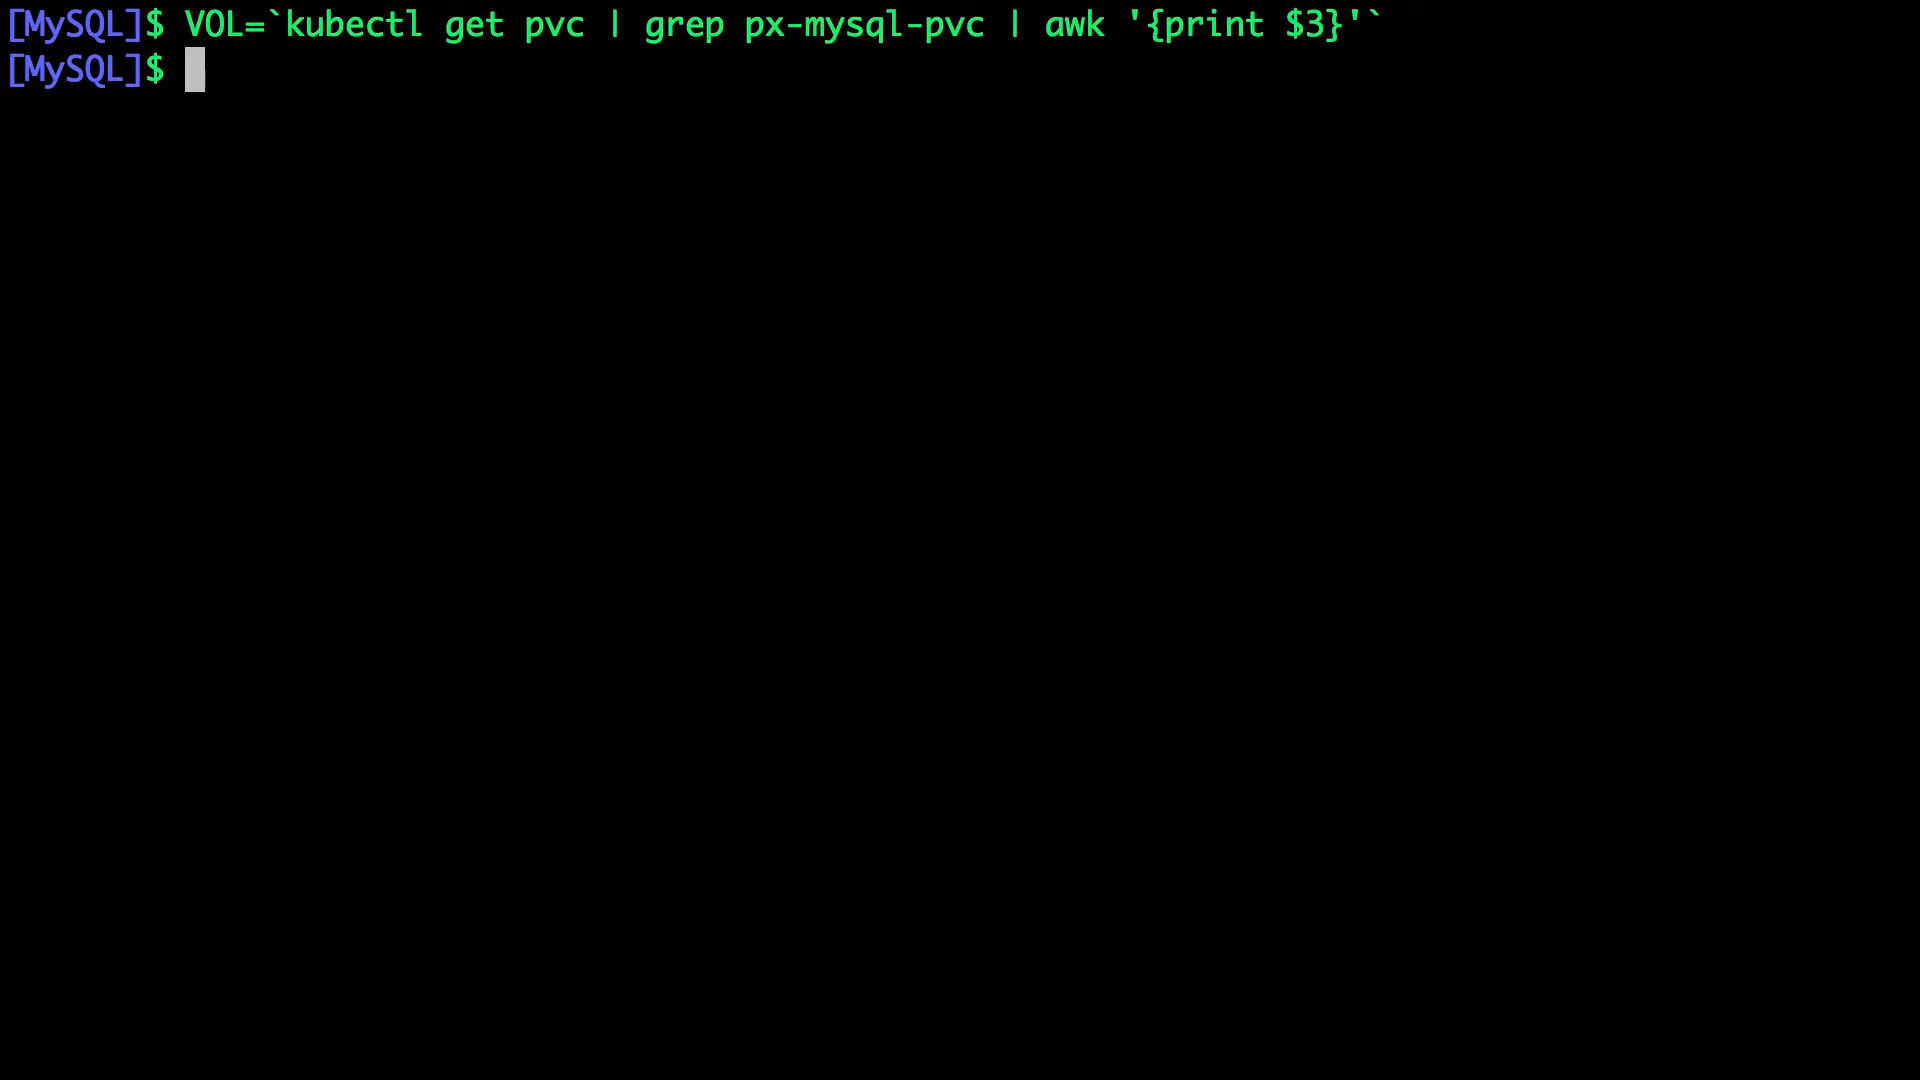 [MySQL]$ VOL=`kubectl get pvc | grep px-mysql-pvc | awk '{print $3}'`
[MySQL]$